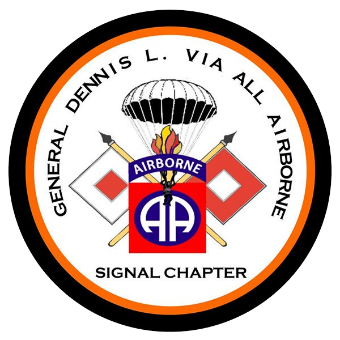 GENERAL DENNIS L. VIA ALL AIRBORNE
AIRBORNE
AA
SIGNAL CHAPTER